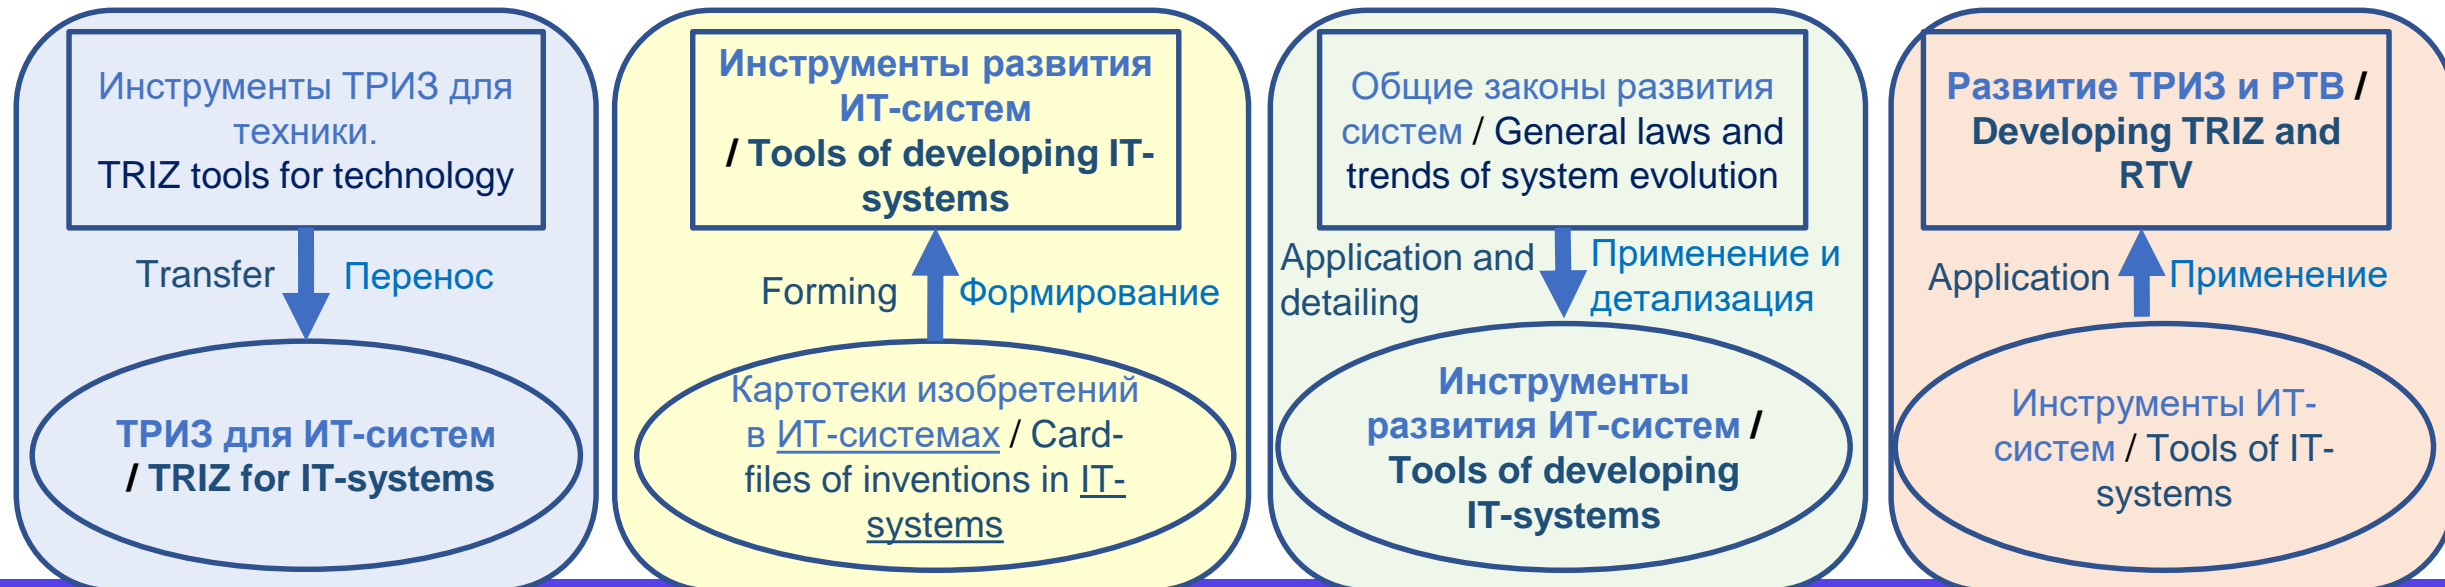 Инструменты ТРИЗ для
техники.
TRIZ tools for technology
Transfer
Перенос
ТРИЗ для ИТ-систем
/ TRIZ for IT-systems
Инструменты развития
ИТ-систем
/ Tools of developing IT-
systems
Forming
Формирование
Картотеки изобретений
в ИТ-системах / Card-
files of inventions in IT-
systems
Общие законы развития
систем / General laws and
trends of system evolution
Application and
detailing
Применение и
детализация
Инструменты
развития ИТ-систем /
Tools of developing
IT-systems
Развитие ТРИЗ и РТВ /
Developing TRIZ and
RTV
Application
Применение
Инструменты ИТ-
систем / Tools of IT-
systems